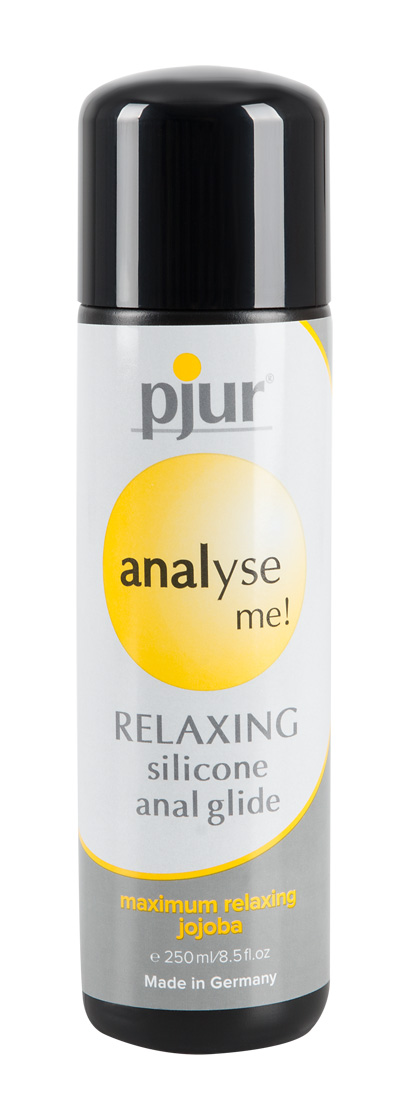 pjur®
analyse
me!
RELAXING
silicone
anal glide
maximum relaxing
jojoba
℮ 250 ml/8.5 fl.oz
Made in Germany